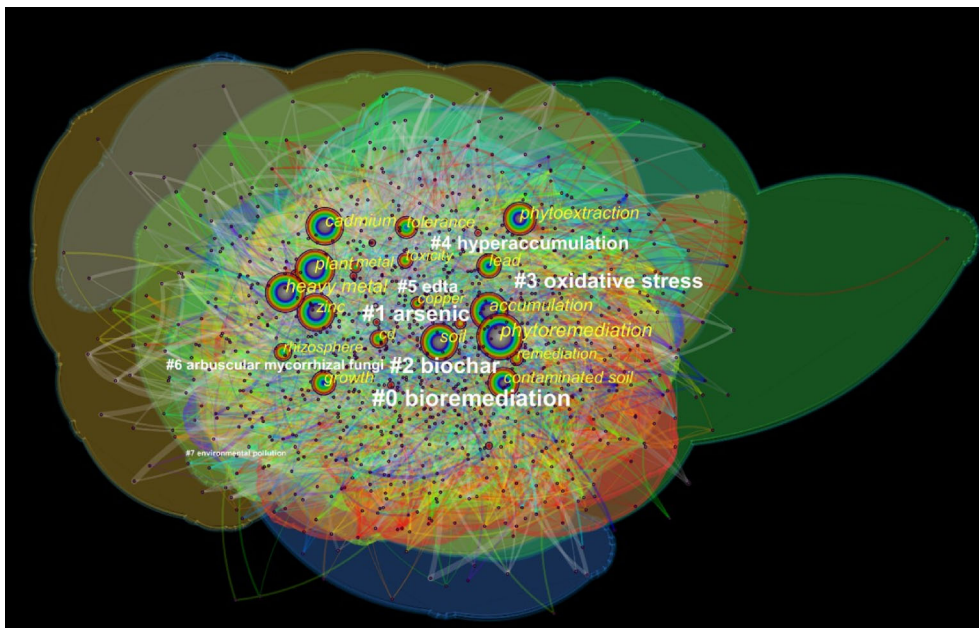 cadmium
tolerance
phytoextraction
#4 hyperaccumulation
plant
metal
toxicity
lead
#3 oxidative stress
heavy metal
#5 edta
copper
accumulation
zinc
#1 arsenic
phytoremediation
cd
soil
rhizosphere
remediation
#6 arbuscular mycorrhizal fungi
#2 biochar
growth
contaminated soil
#0 bioremediation
#7 environmental pollution